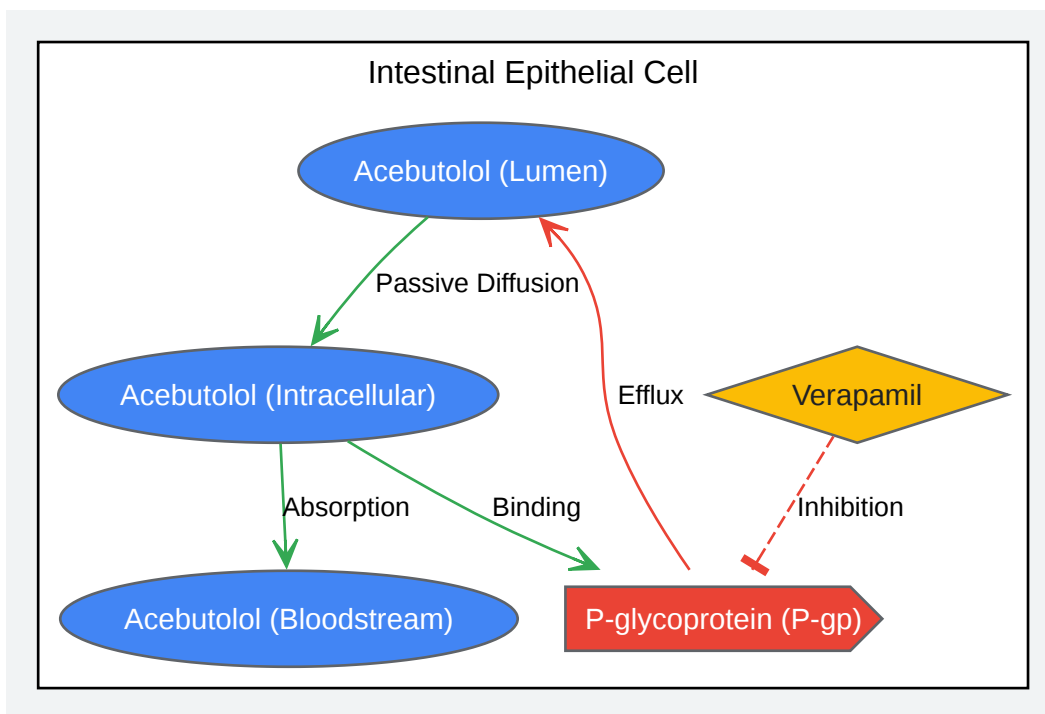 Intestinal Epithelial Cell
Acebutolol (Lumen)
Passive Diffusion
Acebutolol (Intracellular)
Efflux
Verapamil
Absorption
Binding
Inhibition
Acebutolol (Bloodstream)
P-glycoprotein (P-gp)